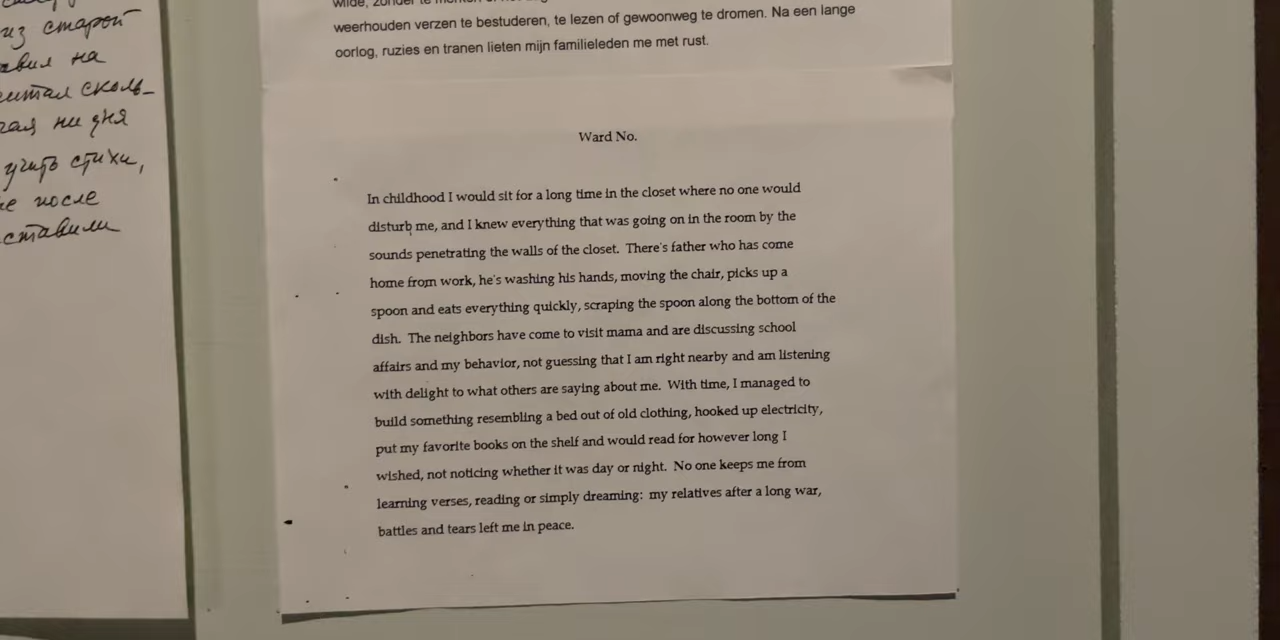 из старой
на
ни дня
учить стихи,
после
weerhouden verzen te bestuderen, te lezen of gewoonweg te dromen. Na een lange
oorlog, ruzies en tranen lieten mijn familieleden me met rust.
Ward No.
In childhood I would sit for a long time in the closet where no one would
disturb me, and I knew everything that was going on in the room by the
sounds penetrating the walls of the closet. There's father who has come
home from work, he's washing his hands, moving the chair, picks up a
spoon and eats everything quickly, scraping the spoon along the bottom of the
dish. The neighbors have come to visit mama and are discussing school
affairs and my behavior, not guessing that I am right nearby and am listening
with delight to what others are saying about me. With time, I managed to
build something resembling a bed out of old clothing, hooked up electricity,
put my favorite books on the shelf and would read for however long I
wished, not noticing whether it was day or night. No one keeps me from
learning verses, reading or simply dreaming: my relatives after a long war,
battles and tears left me in peace.